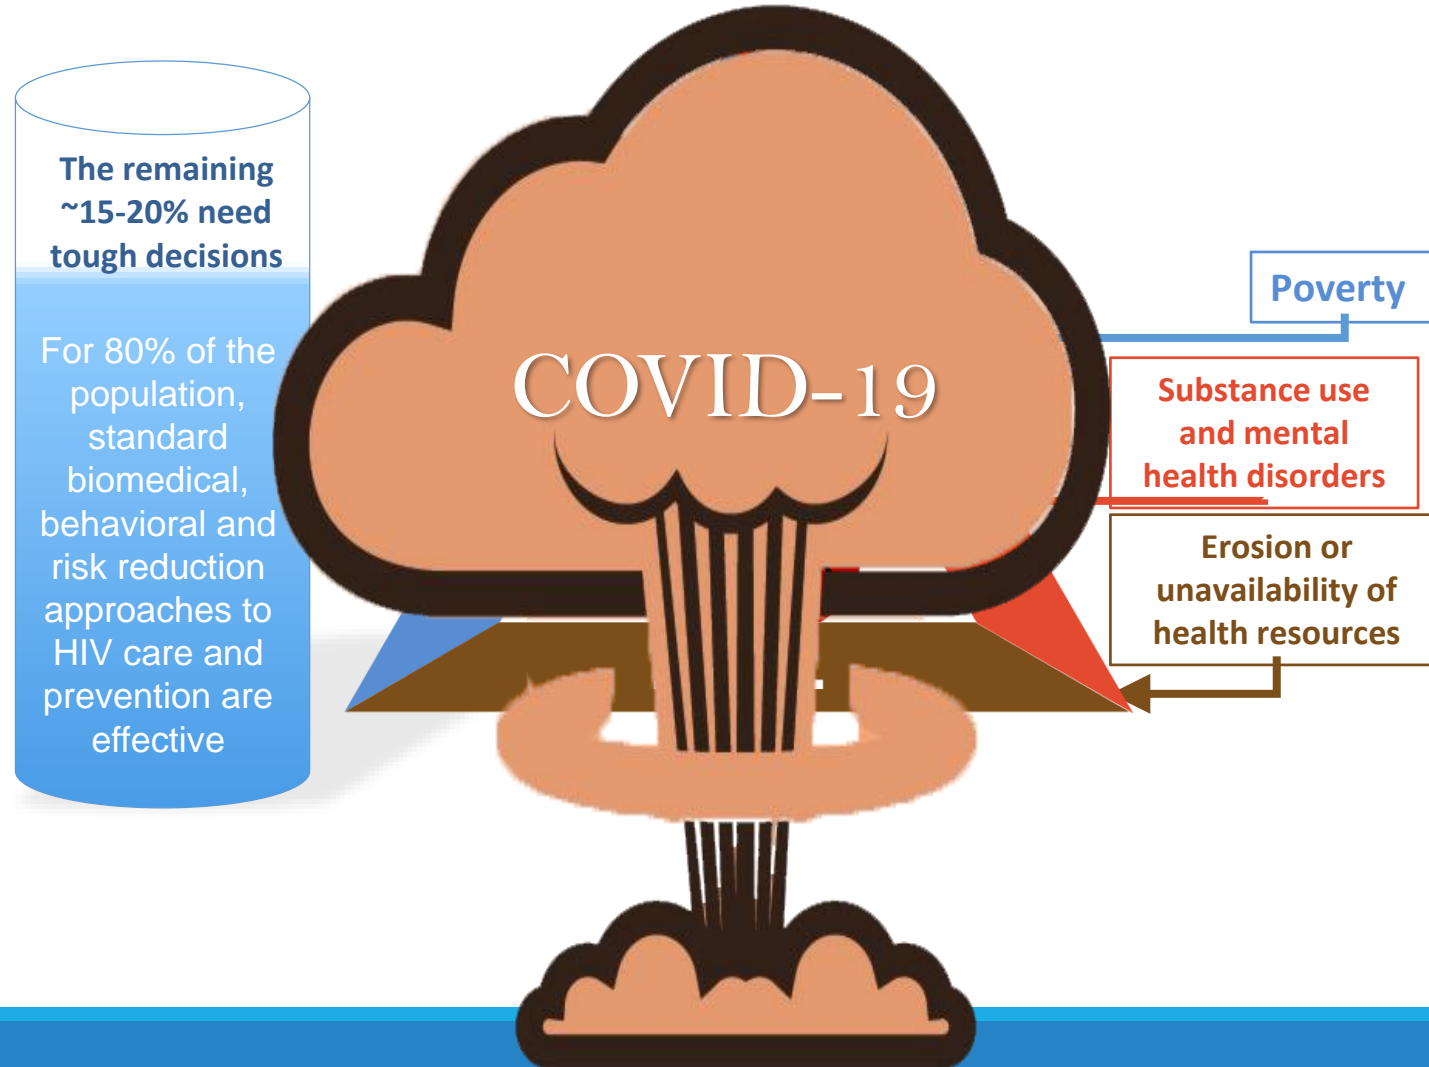 The remaining
~15-20% need
tough decisions
For 80% of the
population,
standard
biomedical,
behavioral and
risk reduction
approaches to
HIV care and
prevention are
effective
COVID-19
Poverty
Substance use
and mental
health disorders
Erosion or
unavailability of
health resources